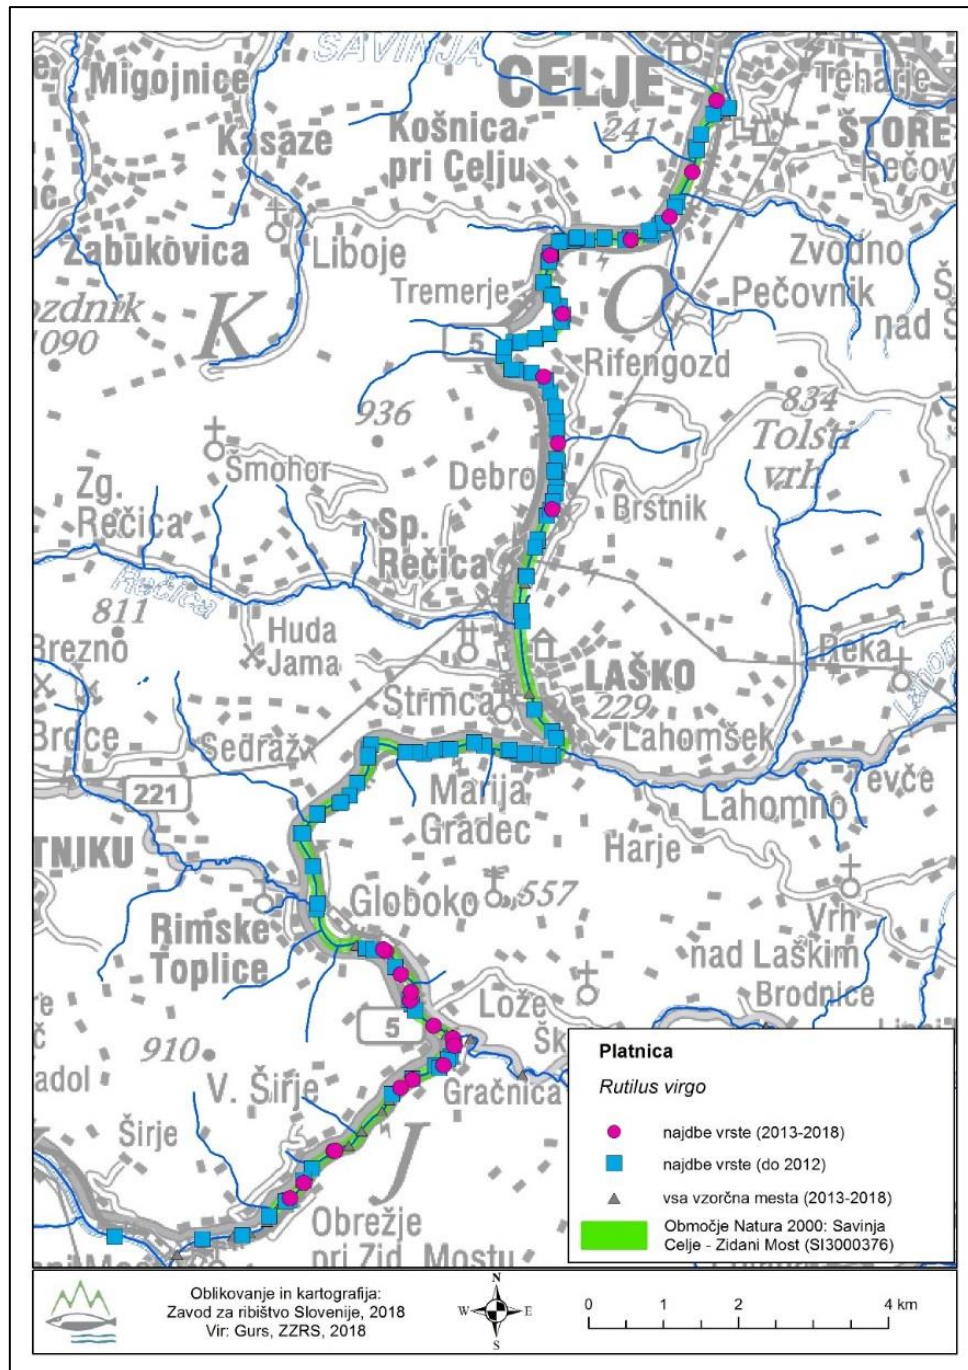 SAVINJA
CELJE
Teharje
Migojnice
Kasaze
Košnica
pri Celju
241
ŠTORE
Pečov
Zabukovica
Liboje
Zvodno
Tremerje
Pečovnik
ozdnik
1090
K
O
nad Š
5
Rifengozd
936
834
Tolsti
vrh
Šmohor
Debro
Zg.
Rečica
Sp.
Rečica
Brstnik
Rečica
811
Huda
Jama
Brezno
Reka
LAŠKO
Strmca
229
Brdce
Sedraž
Lahomšek
221
Marija
Gradec
Lahomno
Tevče
TNIKU
Harje
Globoko
557
Rimske
Toplice
Vrh
nad Laškim
Brodnice
Lože
5
910
adol
V. Širje
Gračnica
Širje
J
Obrežje
pri Zid. Mostu
Platnica
Rutilus virgo
najdbe vrste (2013-2018)
najdbe vrste (do 2012)
vsa vzorčna mesta (2013-2018)
Območje Natura 2000: Savinja
Celje - Zidani Most (SI3000376)
Oblikovanje in kartografija:
Zavod za ribištvo Slovenije, 2018
Vir: Gurs, ZZRS, 2018
N
W E
S
0 1 2 4 km